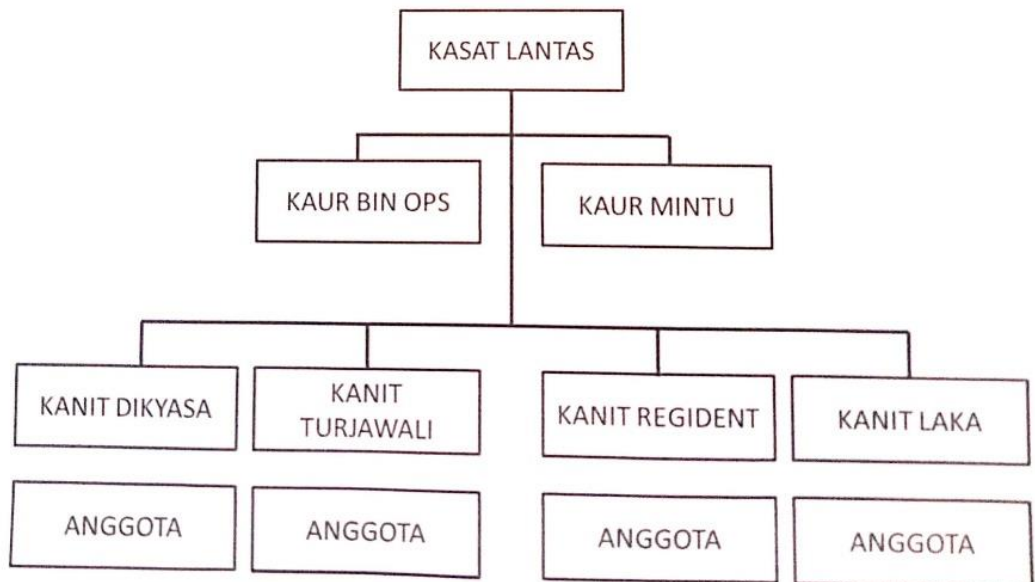 KASAT LANTAS
KAUR BIN OPS
KAUR MINTU
KANIT DIKYASA
KANIT
TURJAWALI
KANIT REGIDENT
KANIT LAKA
ANGGOTA
ANGGOTA
ANGGOTA
ANGGOTA